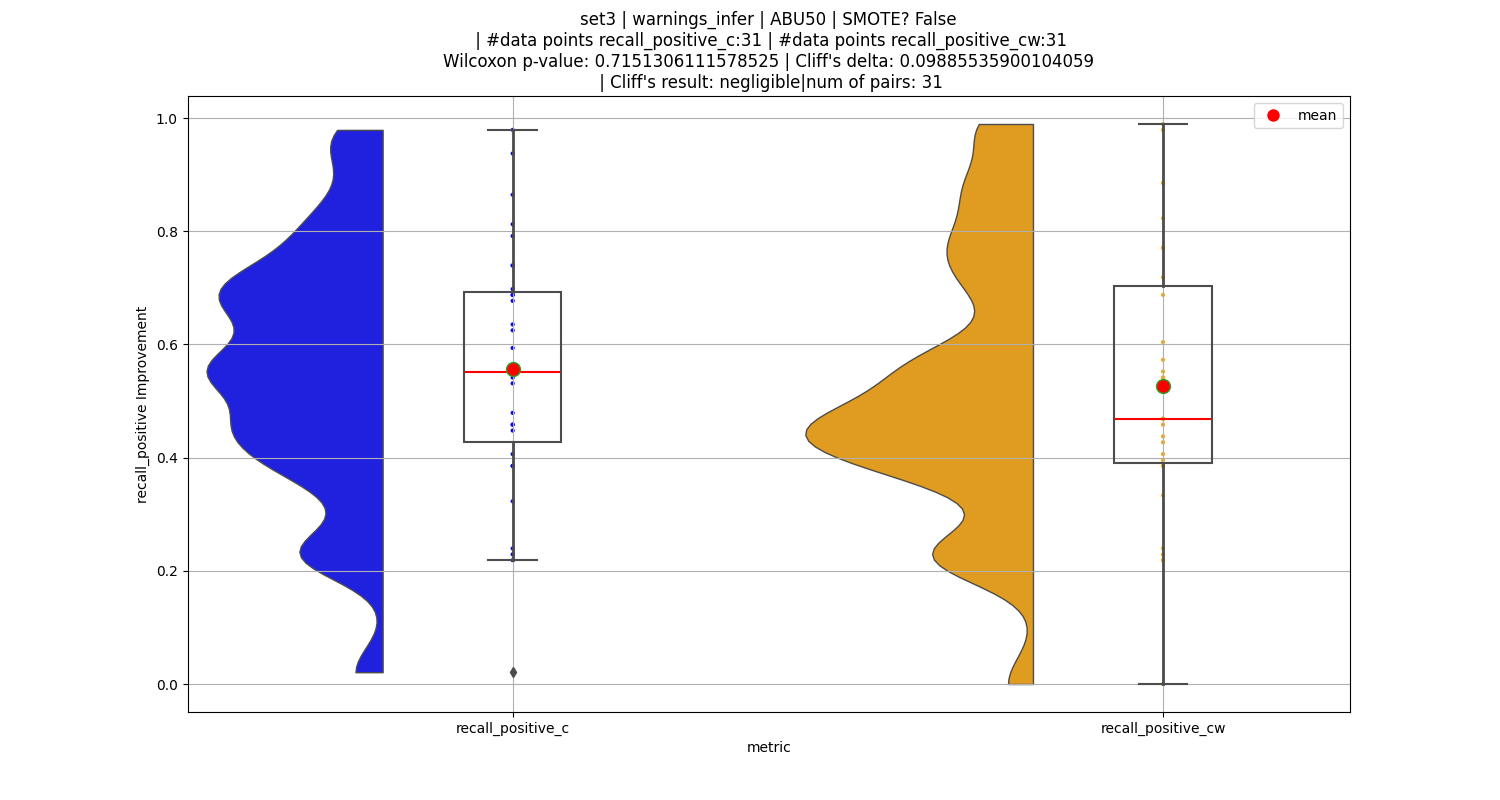 set3 | warnings_infer | ABU50 | SMOTE? False
| #data points recall_positive_c:31 | #data points recall_positive_cw:31
Wilcoxon p-value: 0.7151306111578525 | Cliff's delta: 0.09885535900104059
| Cliff's result: negligible|num of pairs: 31
mean
1.0
0.8
0.6
0.4
0.2
0.0
recall_positive Improvement
recall_positive_c
recall_positive_cw
metric